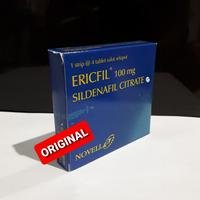 1 strip @ 4 tablet salut selaput
ERICFIL® 100 mg
SILDENAFIL CITRATE
ORIGINAL
NOVELL